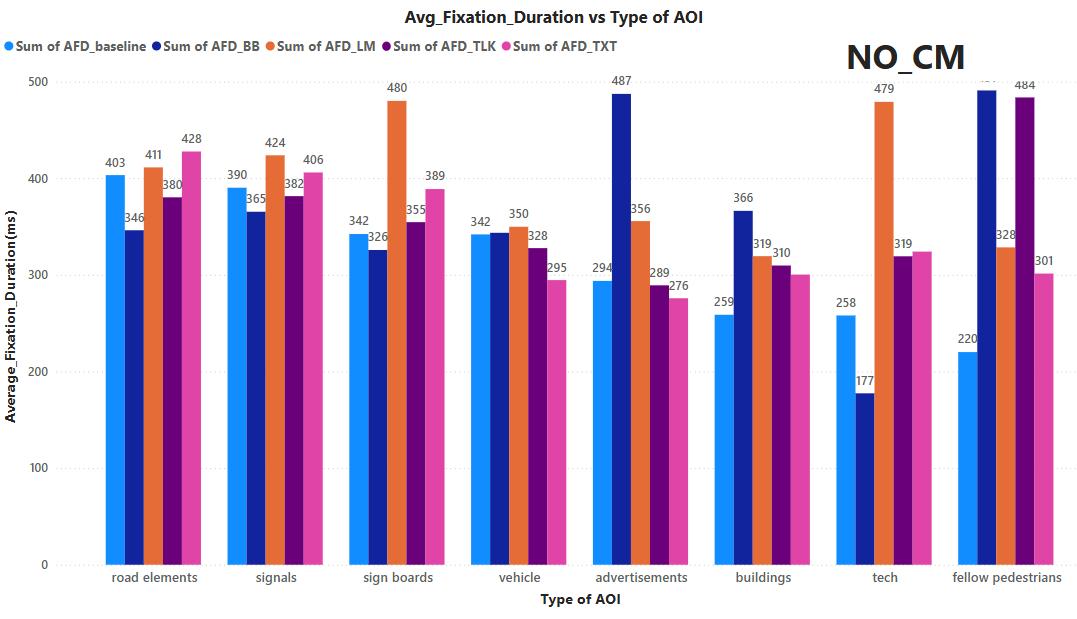 Avg_Fixation_Duration vs Type of AOI
Sum of AFD_baseline Sum of AFD_BB Sum of AFD_LM Sum of AFD_TLK Sum of AFD_TXT
NO_CM
500
400
300
200
100
0
Average_Fixation_Duration(ms)
403 346 411 380 428
390 365 424 382 406
342 326 480 355 389
342 350 328 295
294 487 356 289 276
259 366 319 310
258 177 479 319
220 328 484 301
road elements signals sign boards vehicle advertisements buildings tech fellow pedestrians
Type of AOI